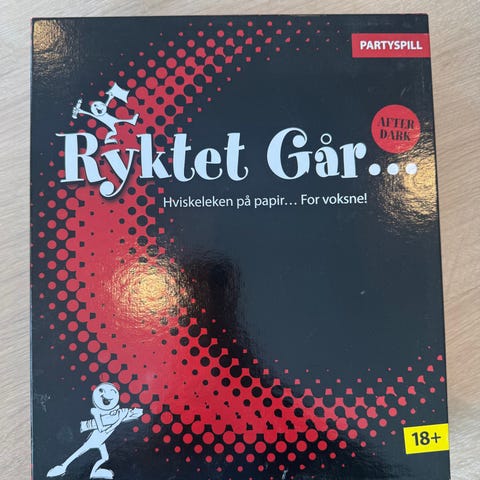 PARTYSPILL
AFTER
DARK
Ryktet Går...
Hviskeleken på papir... For voksne!
18+